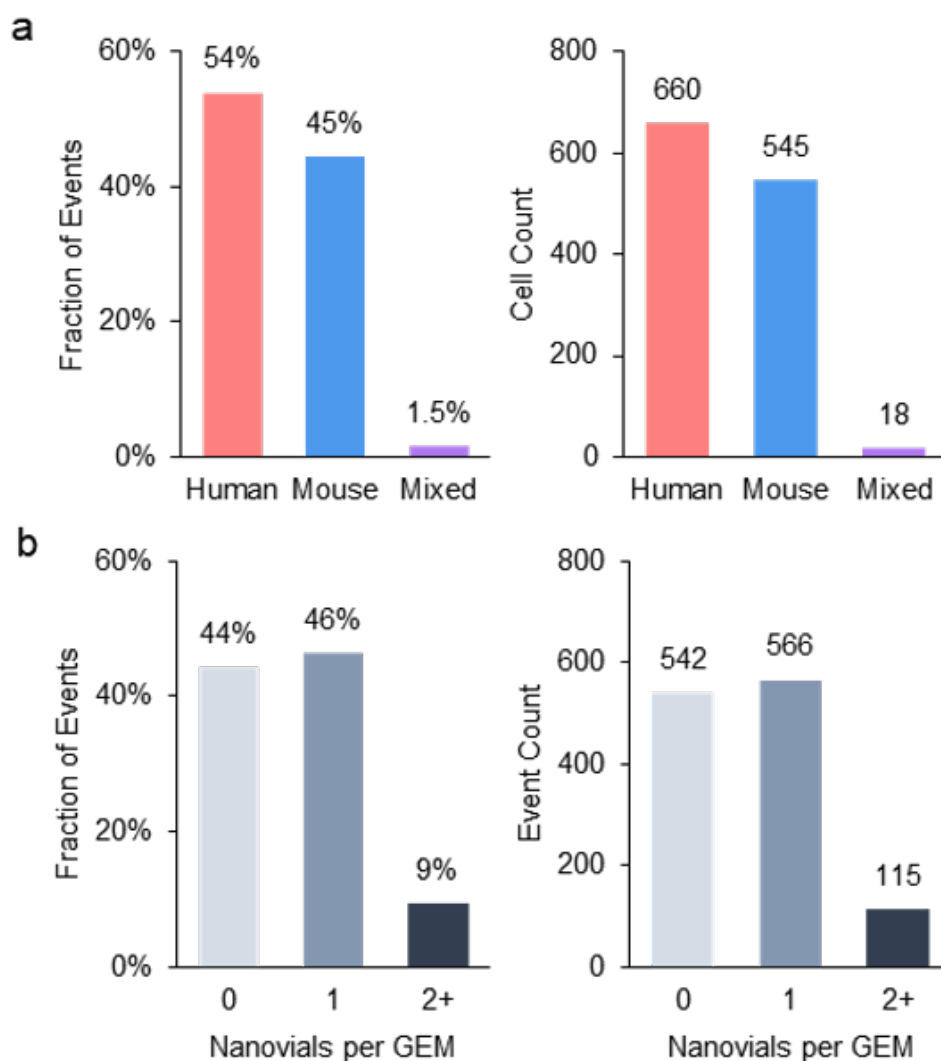 a
Fraction of Events
60%
40%
20%
0%
54%
45%
1.5%
Human Mouse Mixed
Cell Count
800
600
400
200
0
660
545
18
Human Mouse Mixed
b
Fraction of Events
60%
40%
20%
0%
44%
46%
9%
0 1 2+
Nanovials per GEM
Event Count
800
600
400
200
0
542
566
115
0 1 2+
Nanovials per GEM